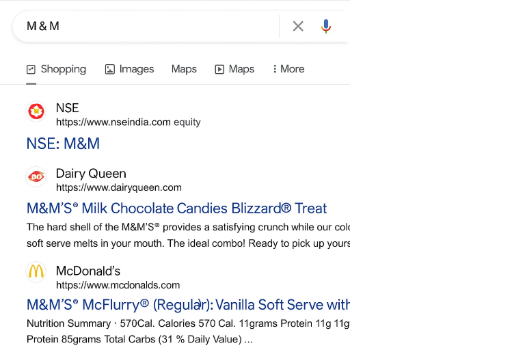 M & M
Shopping Images Maps Maps More
NSE
https://www.nseindia.com equity
NSE: M&M
DQ
Dairy Queen
https://www.dairyqueen.com
M&M'S® Milk Chocolate Candies Blizzard® Treat
The hard shell of the M&M'S® provides a satisfying crunch while our
soft serve melts in your mouth. The ideal combo! Ready to pick up yours
McDonald's
https://www.mcdonalds.com
M&M'S® McFlurry® (Regular): Vanilla Soft Serve with
Nutrition Summary · 570Cal. Calories 570 Cal. 11grams Protein 11g 11g
Protein 85grams Total Carbs (31 % Daily Value) ...